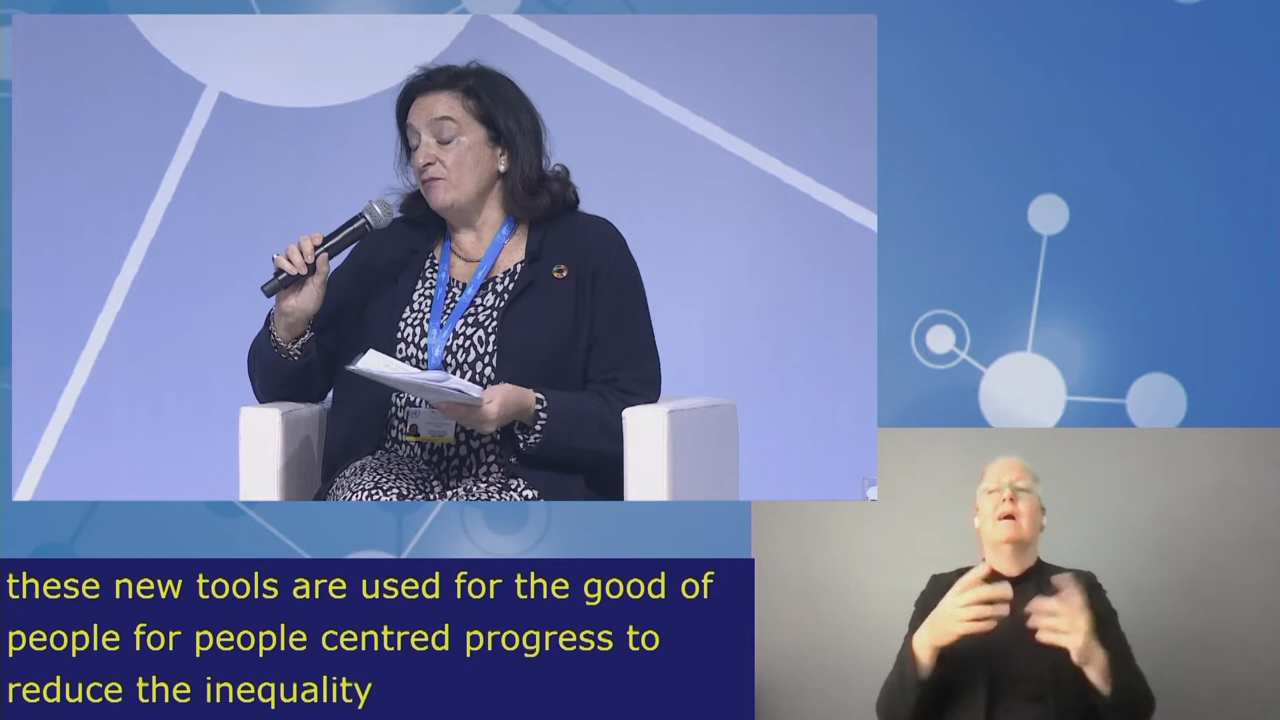 these new tools are used for the good of
people for people centred progress to
reduce the inequality